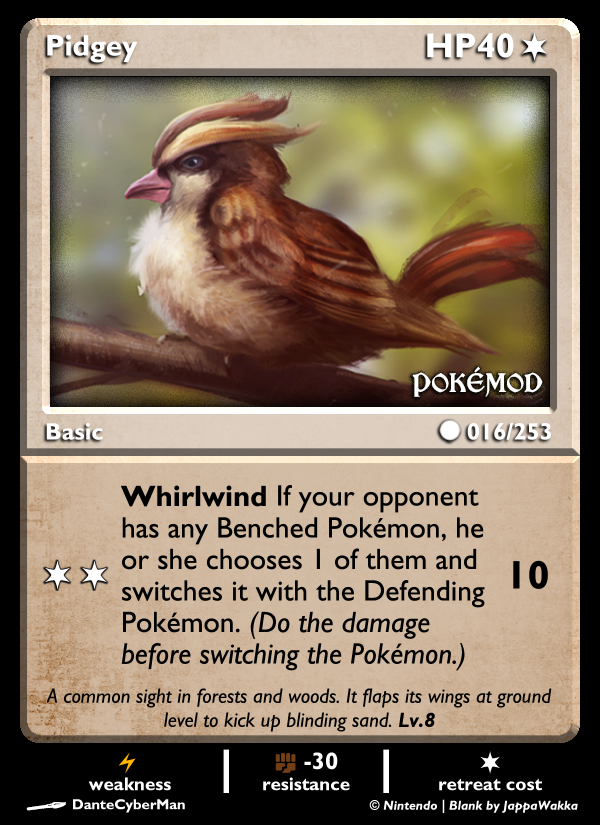 Pidgey HP40
POKÉMOD
Basic 016/253
Whirlwind If your opponent
has any Benched Pokémon, he
or she chooses 1 of them and
switches it with the Defending
Pokémon. (Do the damage
before switching the Pokémon.)
10
A common sight in forests and woods. It flaps its wings at ground
level to kick up blinding sand. Lv.8
-30
weakness resistance retreat cost
DanteCyberMan © Nintendo | Blank by JappaWakka